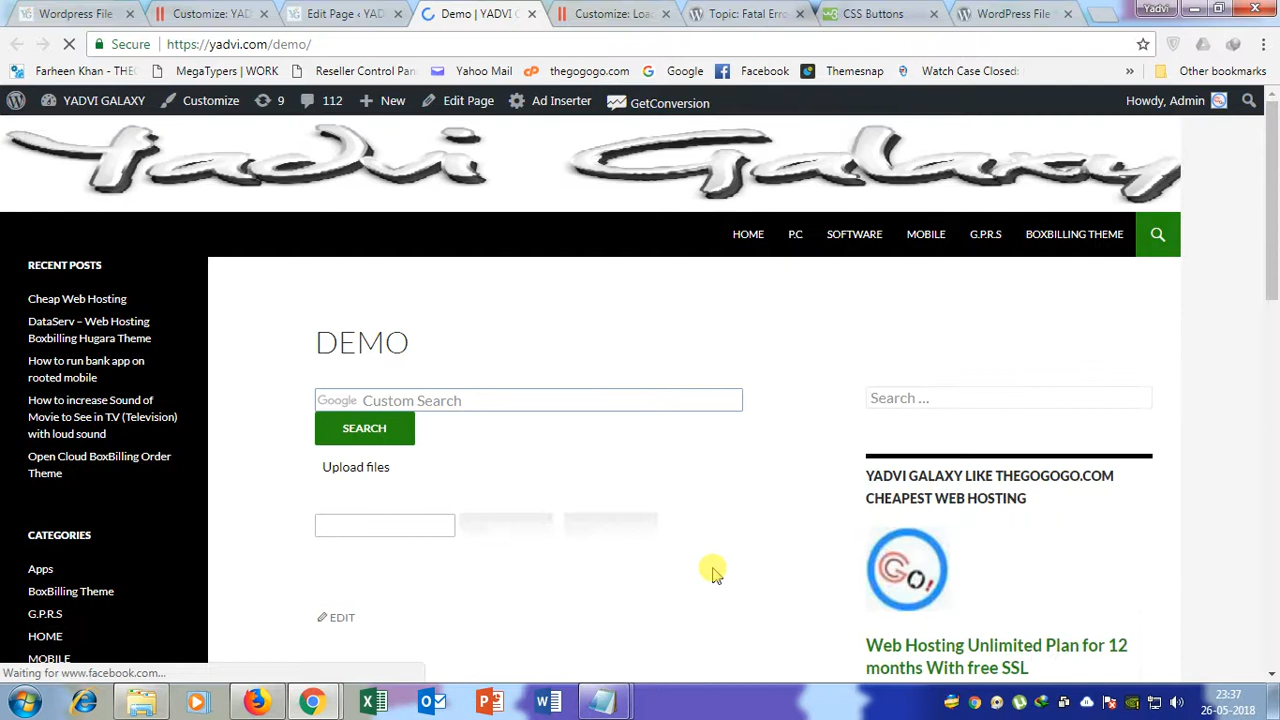 Wordpress File
Customize: YAD
Edit Page ‹ YAD
Demo | YADVI G
Customize: Loa
Topic: Fatal Erro
CSS Buttons
WordPress File
Yadvi
Secure
https://yadvi.com/demo/
Farheen Khan, THE
MegaTypers | WORK
Reseller Control Pan
Yahoo Mail
thegogogo.com
Google
Facebook
Themesnap
Watch Case Closed:
»
Other bookmarks
YADVI GALAXY
Customize
9
112
New
Edit Page
Ad Inserter
GetConversion
Howdy, Admin
Yadvi Galaxy
HOME
P.C
SOFTWARE
MOBILE
G.P.R.S
BOXBILLING THEME
RECENT POSTS
Cheap Web Hosting
DataServ – Web Hosting
Boxbilling Hugara Theme
How to run bank app on
rooted mobile
How to increase Sound of
Movie to See in T.V (Television)
with loud sound
Open Cloud BoxBilling Order
Theme
CATEGORIES
Apps
BoxBilling Theme
G.P.R.S
HOME
MOBILE
DEMO
Google Custom Search
SEARCH
Upload files
EDIT
Search ...
YADVI GALAXY LIKE THEGOGOGO.COM
CHEAPEST WEB HOSTING
Go!
Web Hosting Unlimited Plan for 12
months With free SSL
Waiting for www.facebook.com...
23:37
26-05-2018